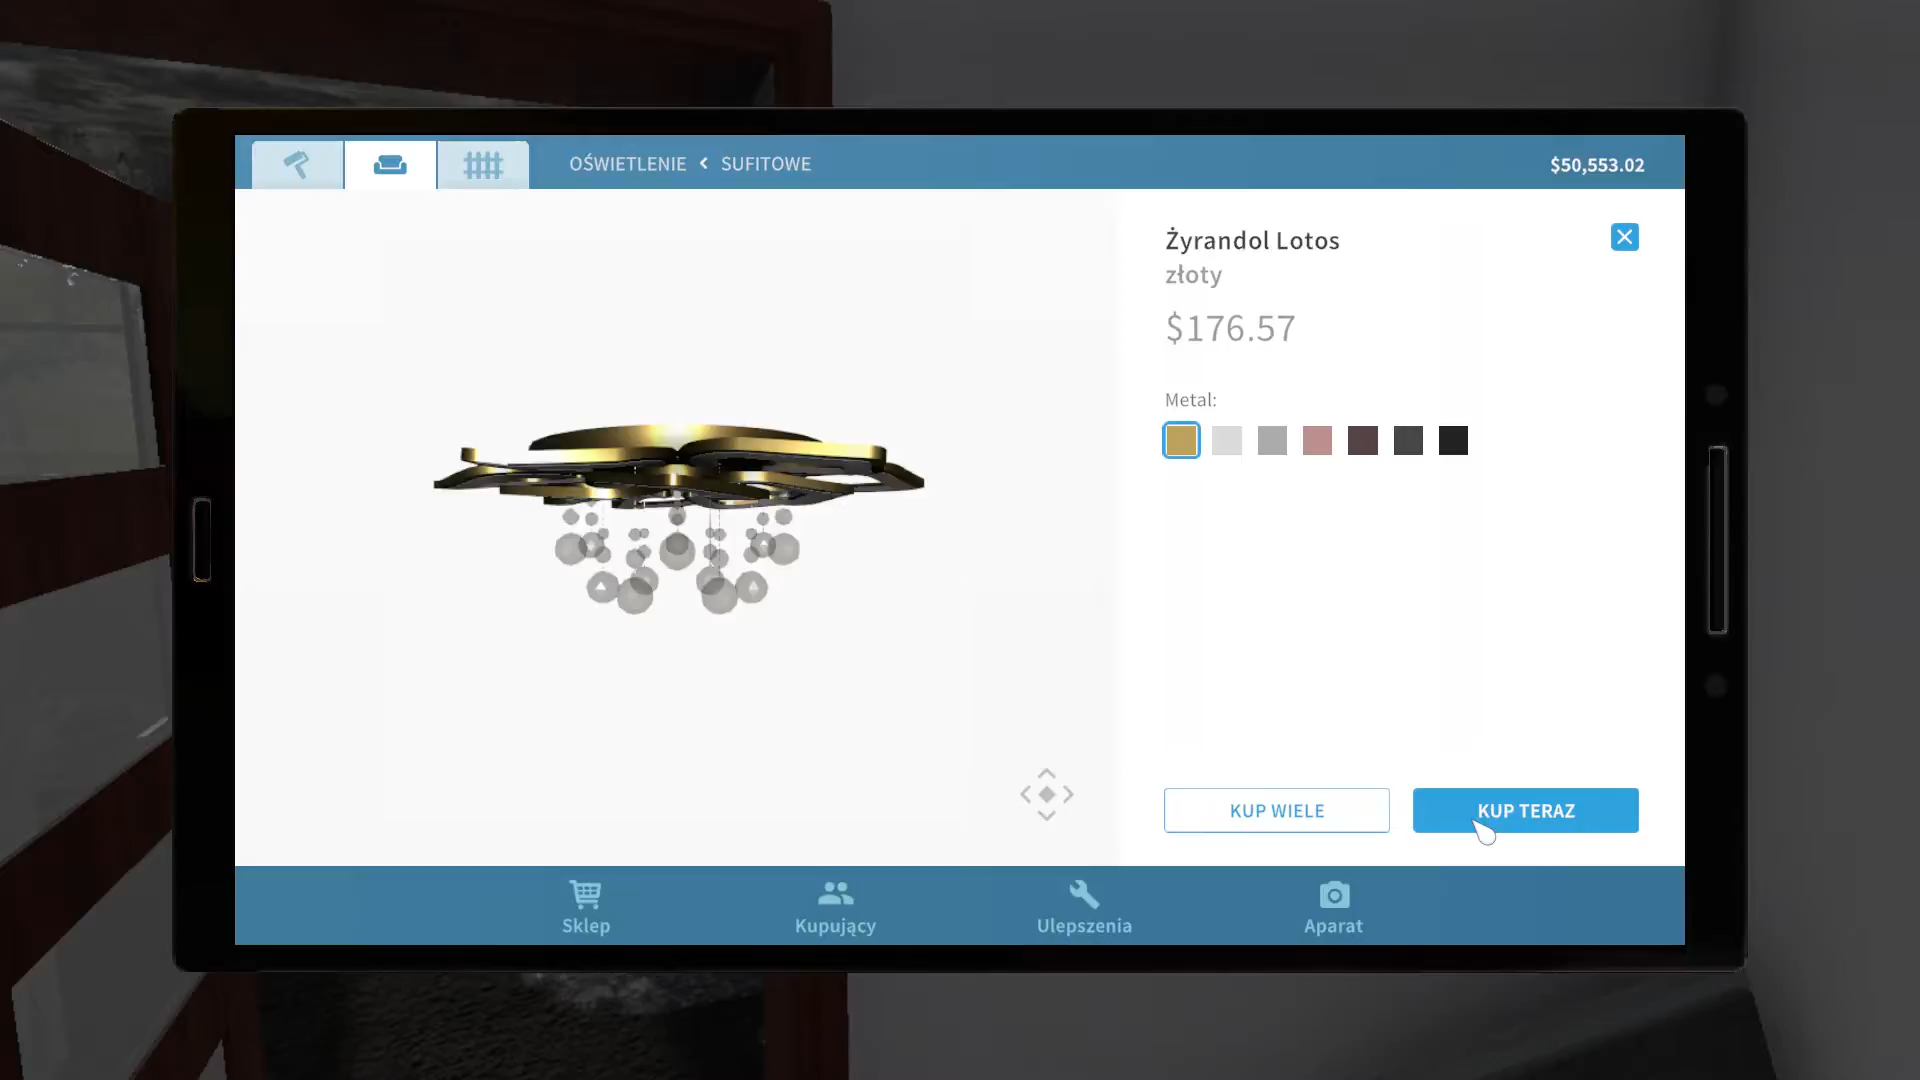 OŚWIETLENIE < SUFITOWE
$50,553.02
Żyrandol Lotos
złoty
$176.57
Metal:
KUP WIELE
KUP TERAZ
Sklep
Kupujący
Ulepszenia
Aparat